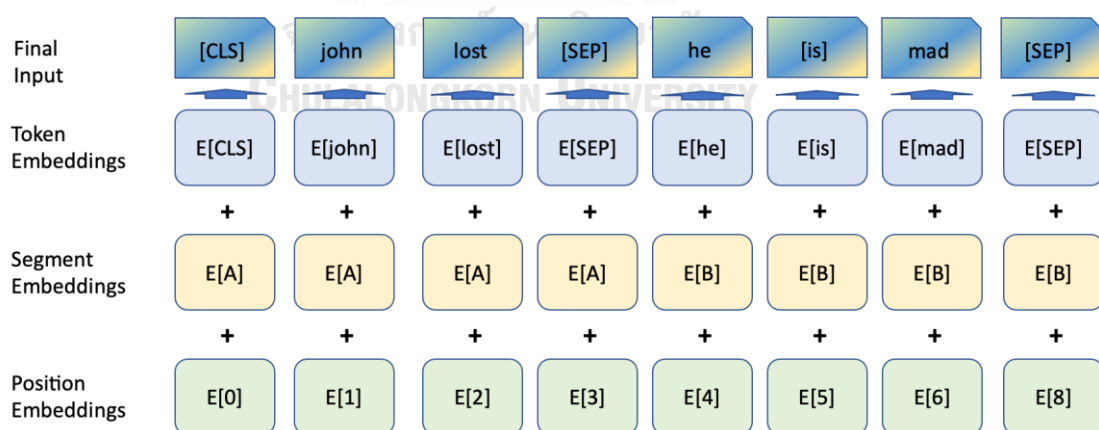 Final Input [CLS] john lost [SEP] he [is] mad [SEP]
CHULALONGKORN UNIVERSITY
Token Embeddings E[CLS] E[john] E[lost] E[SEP] E[he] E[is] E[mad] E[SEP]
+ + + + + + + +
Segment Embeddings E[A] E[A] E[A] E[A] E[B] E[B] E[B] E[B]
+ + + + + + + +
Position Embeddings E[0] E[1] E[2] E[3] E[4] E[5] E[6] E[8]